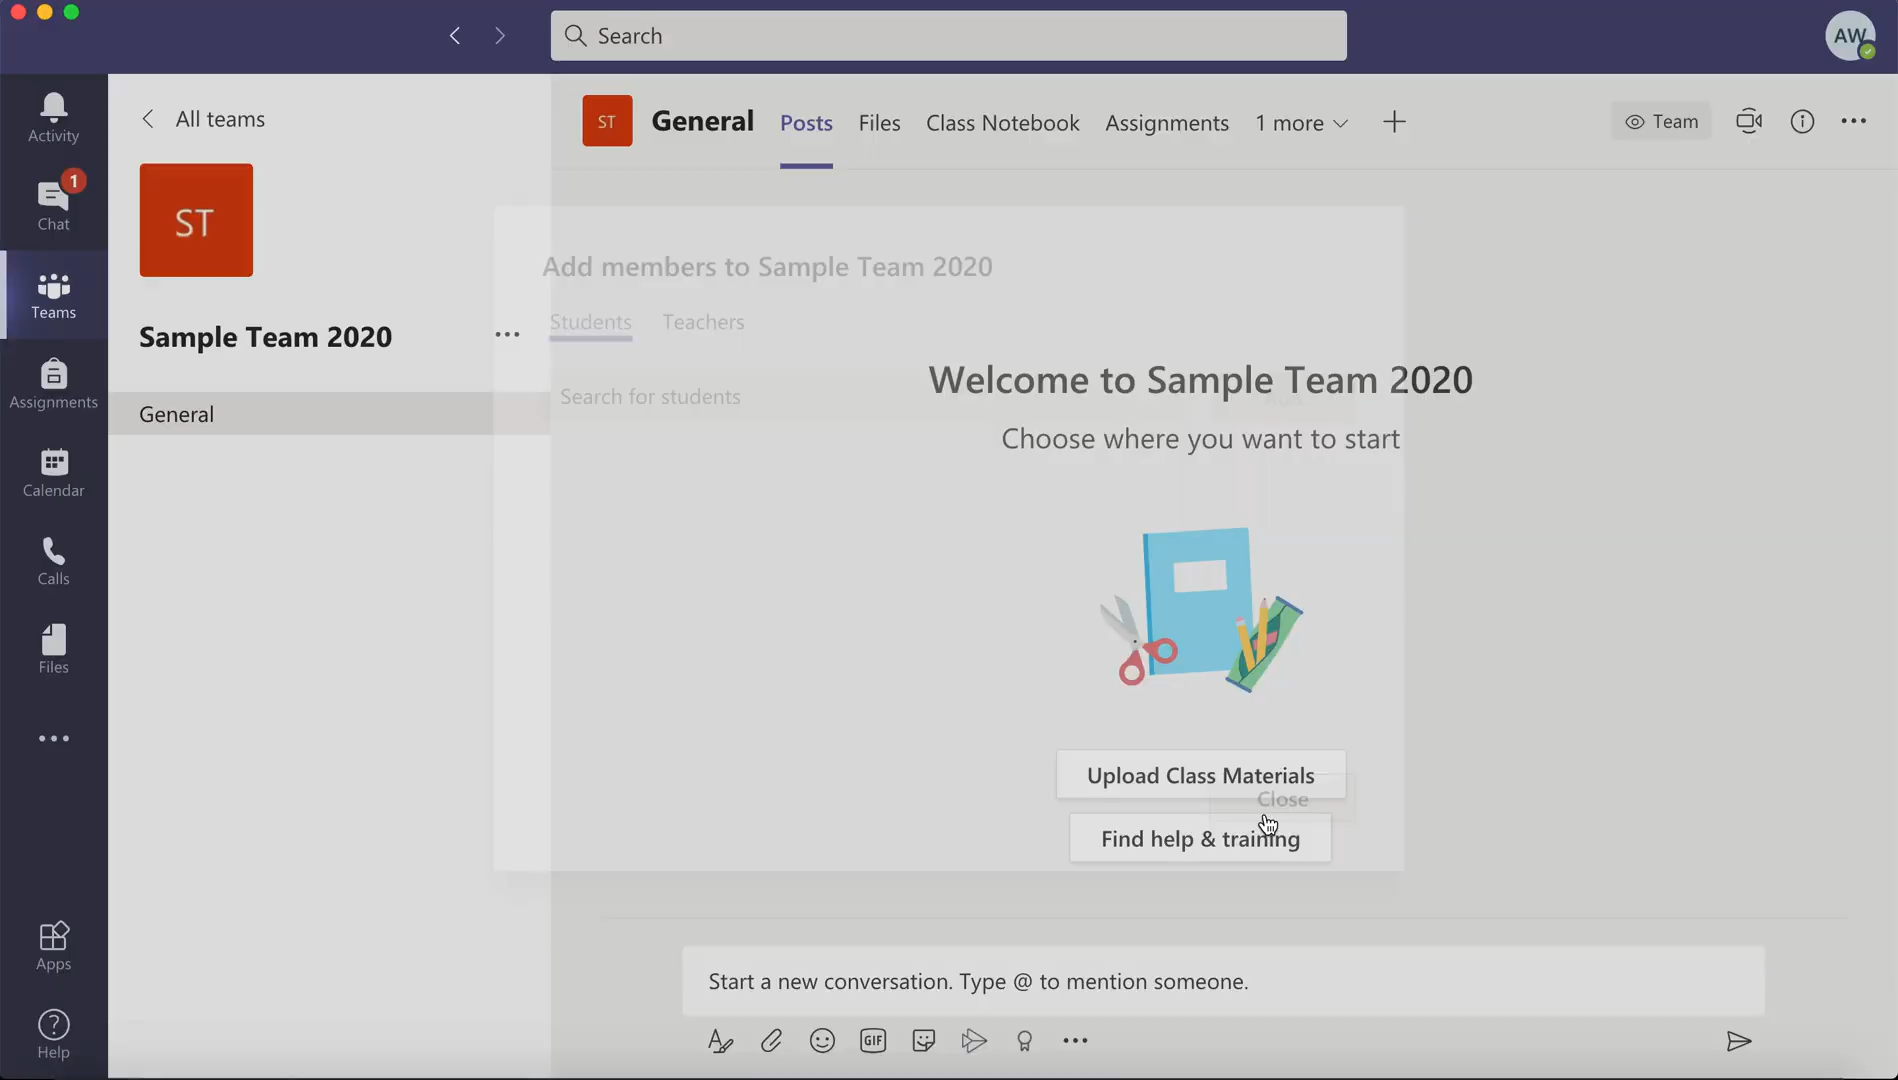 Search
AW
Activity
1
Chat
Teams
Assignments
Calendar
Calls
Files
Apps
Help
All teams
ST
Sample Team 2020
General
ST
General
Posts
Files
Class Notebook
Assignments
1 more
Team
Add members to Sample Team 2020
Students
Teachers
Search for students
Welcome to Sample Team 2020
Choose where you want to start
Upload Class Materials
Close
Find help & training
Start a new conversation. Type @ to mention someone.
GIF